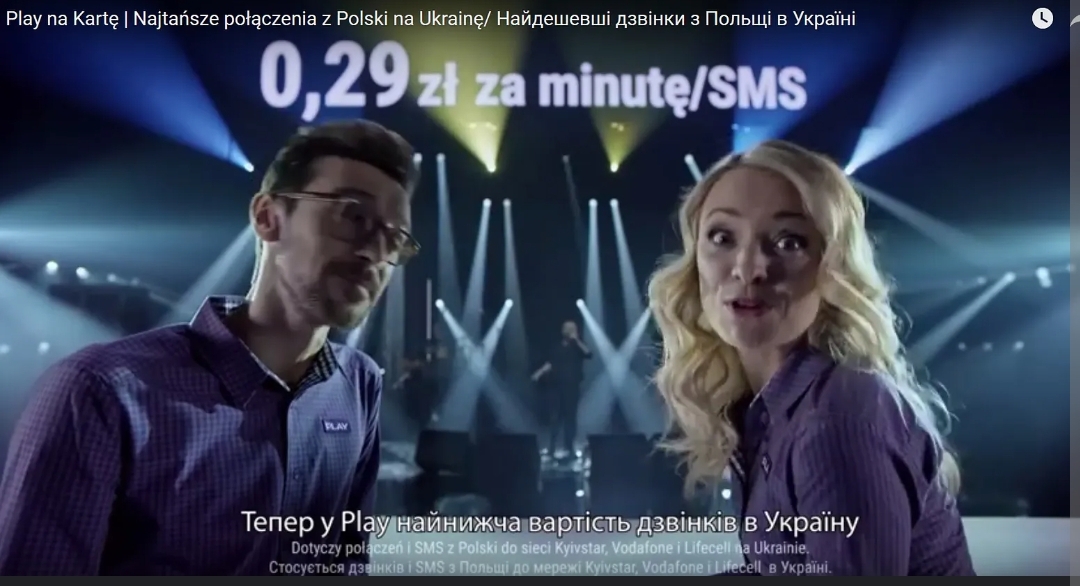 Play na Kartę | Najtańsze połączenia z Polski na Ukrainę/ Найдешевші дзвінки з Польщі в Україні
0,29 zł za minutę/SMS
PLAY
Тепер у Play найнижча вартість дзвінків в Україну
Dotyczy połączeń i SMS z Polski do sieci Kyivstar, Vodafone i Lifecell na Ukrainie.
Стосується дзвінків і SMS з Польщі до мережі Kyivstar, Vodafone i Lifecell в Україні.